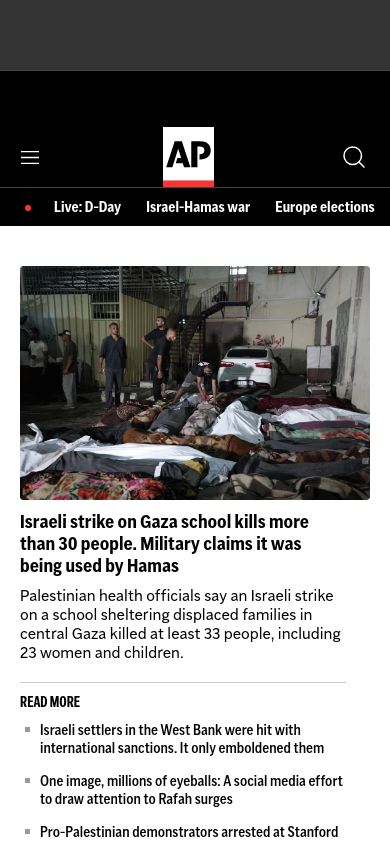 AP
Live: D-Day
Israel-Hamas war
Europe elections
Israeli strike on Gaza school kills more
than 30 people. Military claims it was
being used by Hamas
Palestinian health officials say an Israeli strike
on a school sheltering displaced families in
central Gaza killed at least 33 people, including
23 women and children.
READ MORE
Israeli settlers in the West Bank were hit with
international sanctions. It only emboldened them
One image, millions of eyeballs: A social media effort
to draw attention to Rafah surges
Pro-Palestinian demonstrators arrested at Stanford